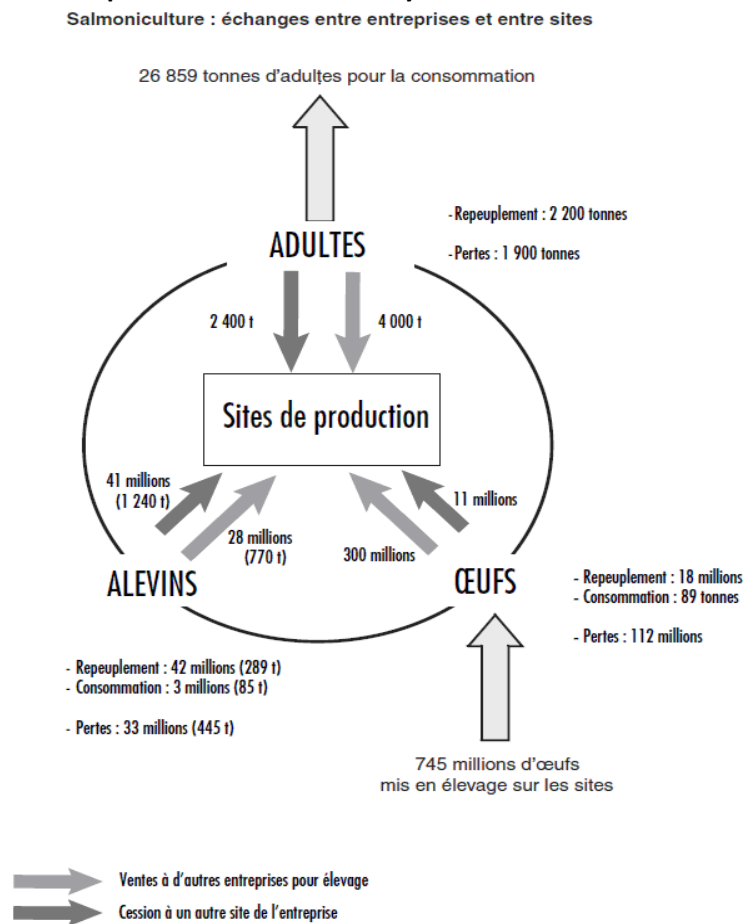 Salmoniculture : échanges entre entreprises et entre sites
26 859 tonnes d'adultes pour la consommation
- Repeuplement : 2 200 tonnes
ADULTES
- Pertes : 1 900 tonnes
2 400 t
4 000 t
Sites de production
41 millions
(1 240 t)
11 millions
28 millions
(770 t)
300 millions
ALEVINS
ŒUFS
- Repeuplement : 18 millions
- Consommation : 89 tonnes
- Pertes : 112 millions
- Repeuplement : 42 millions (289 t)
- Consommation : 3 millions (85 t)
- Pertes : 33 millions (445 t)
745 millions d'œufs
mis en élevage sur les sites
Ventes à d'autres entreprises pour élevage
Cession à un autre site de l'entreprise